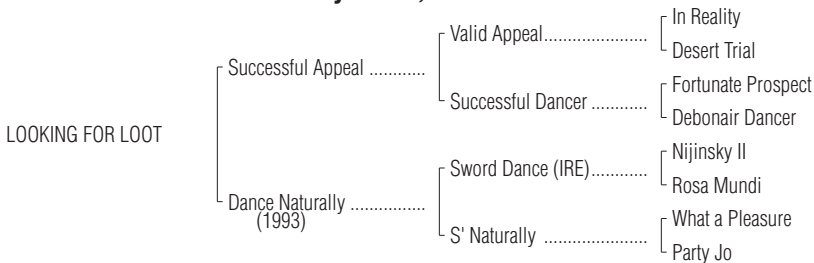 In Reality
Valid Appeal......................
Desert Trial
Successful Appeal ............
Fortunate Prospect
Successful Dancer ............
Debonair Dancer
LOOKING FOR LOOT
Nijinsky II
Sword Dance (IRE)............
Rosa Mundi
Dance Naturally ................
(1993)
What a Pleasure
S' Naturally ......................
Party Jo